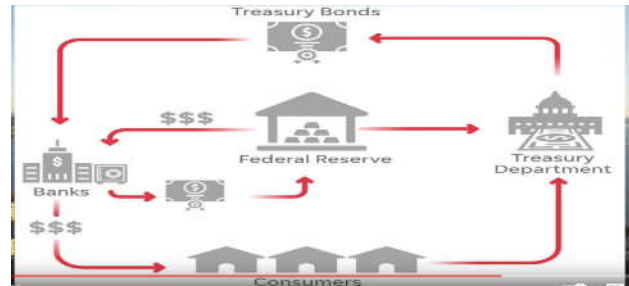 Treasury Bonds
$
$$$
Federal Reserve
Treasury
Department
$
Banks
$
$$$
Consumers